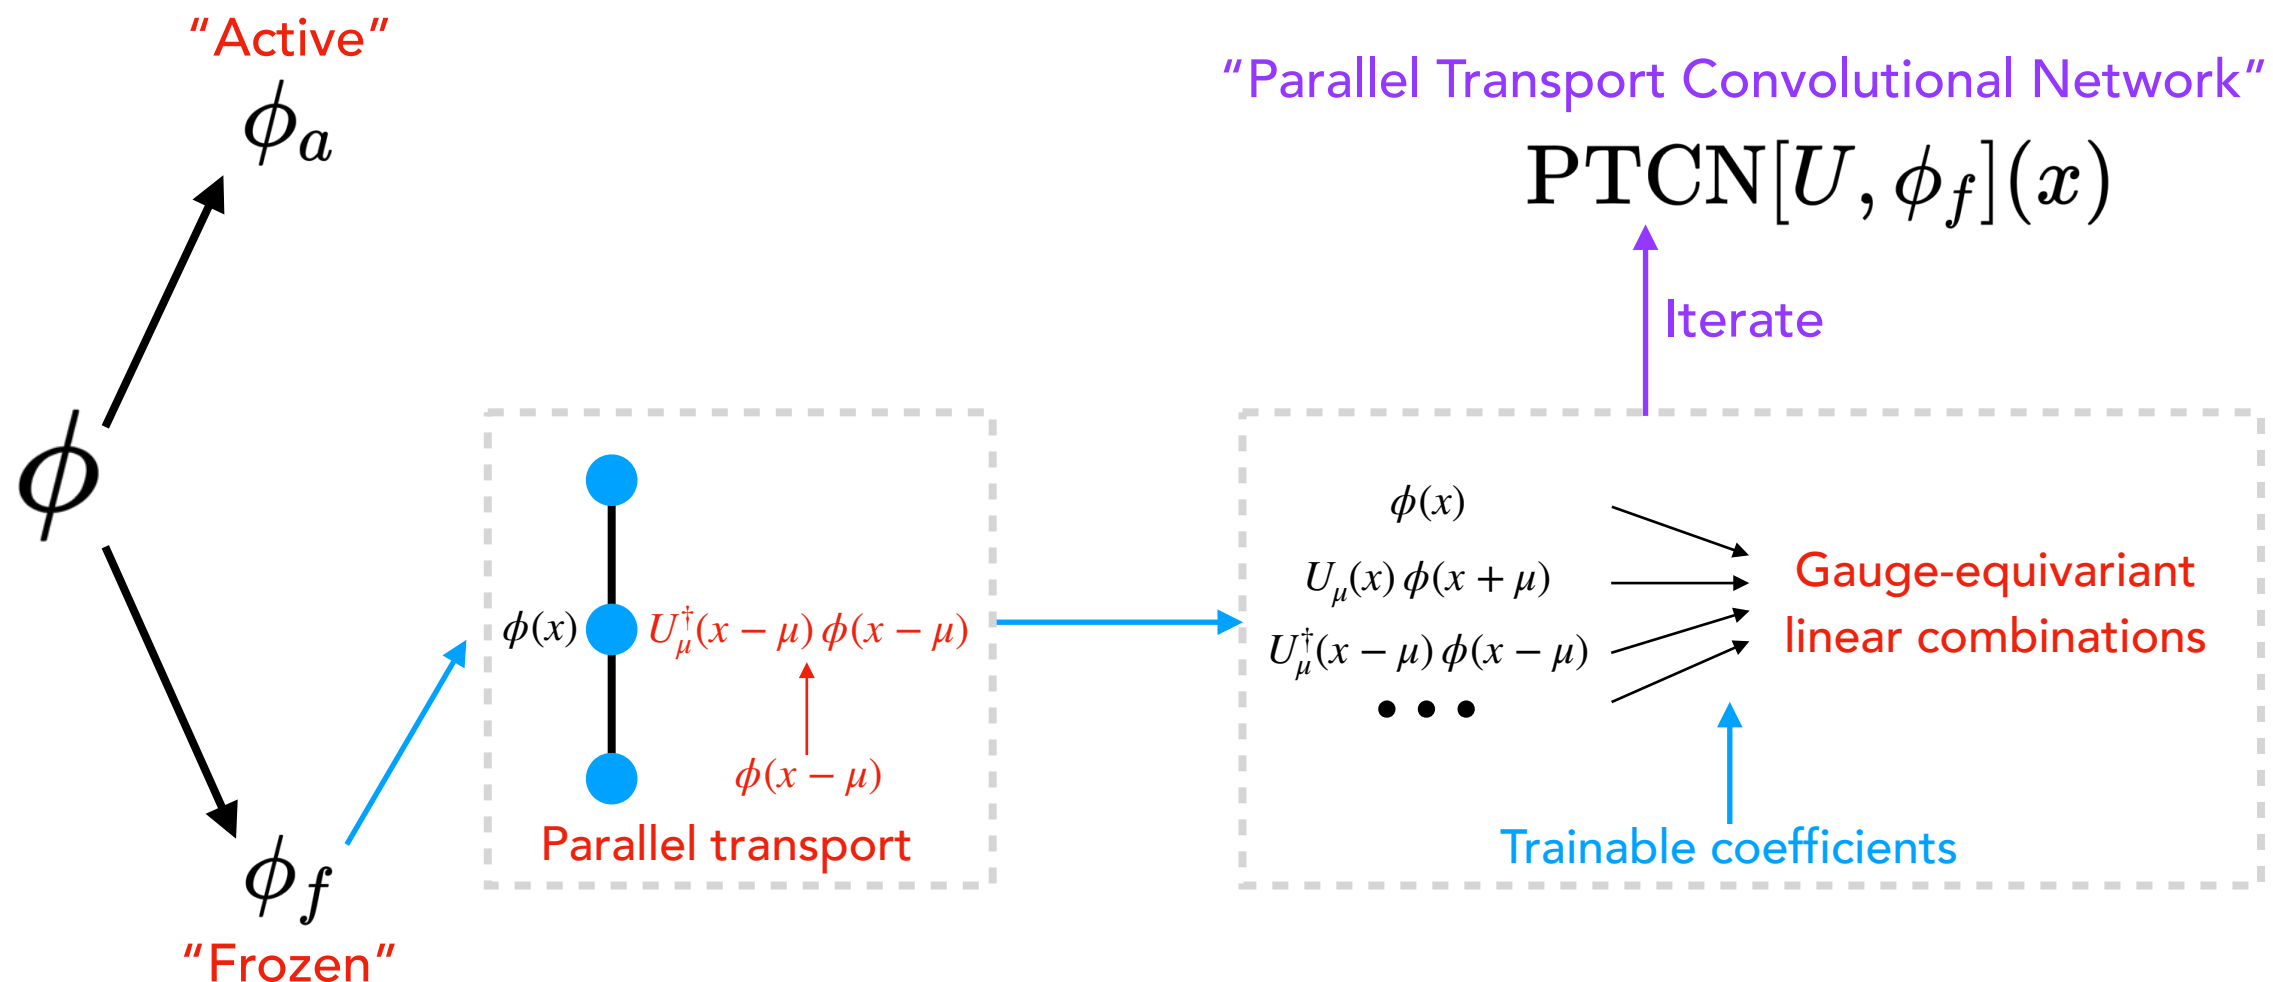 “Active”
ϕₐ
“Parallel Transport Convolutional Network”
PTCN[U, ϕ_f](x)
Iterate
ϕ
ϕ(x)
U_μ^†(x − μ) ϕ(x − μ)
ϕ(x − μ)
Parallel transport
ϕ(x)
U_μ(x) ϕ(x + μ)
U_μ^†(x − μ) ϕ(x − μ)
• • •
Gauge-equivariant
linear combinations
Trainable coefficients
ϕ_f
“Frozen”